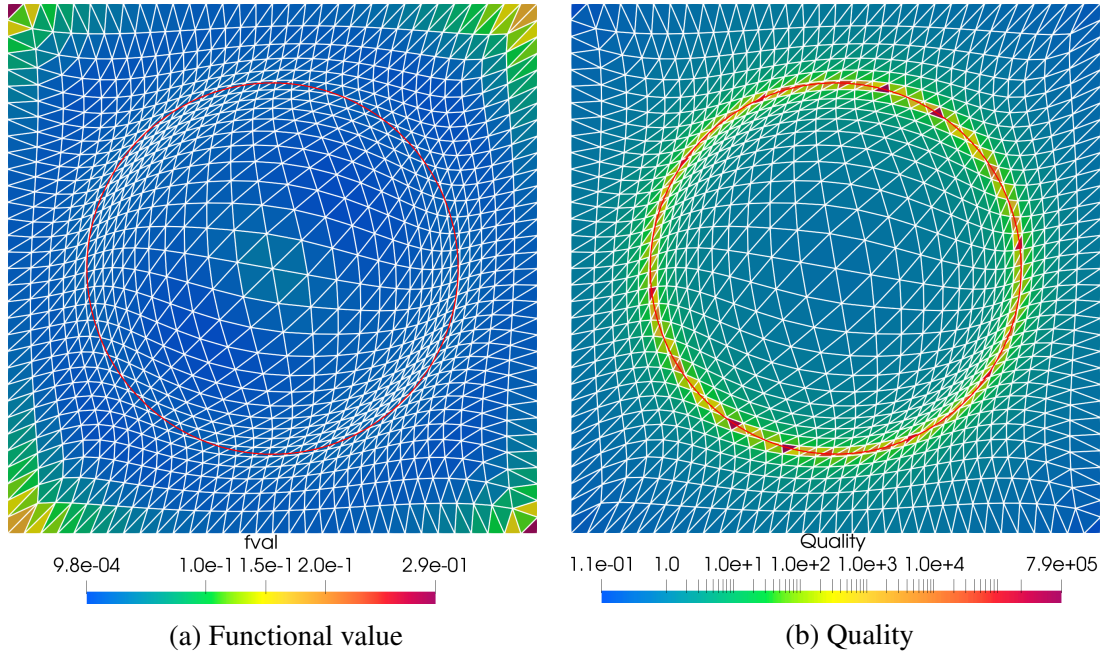 fval
9.8e-04 1.0e-1 1.5e-1 2.0e-1 2.9e-01
(a) Functional value
Quality
1.1e-01 1.0 1.0e+1 1.0e+2 1.0e+3 1.0e+4 7.9e+05
(b) Quality